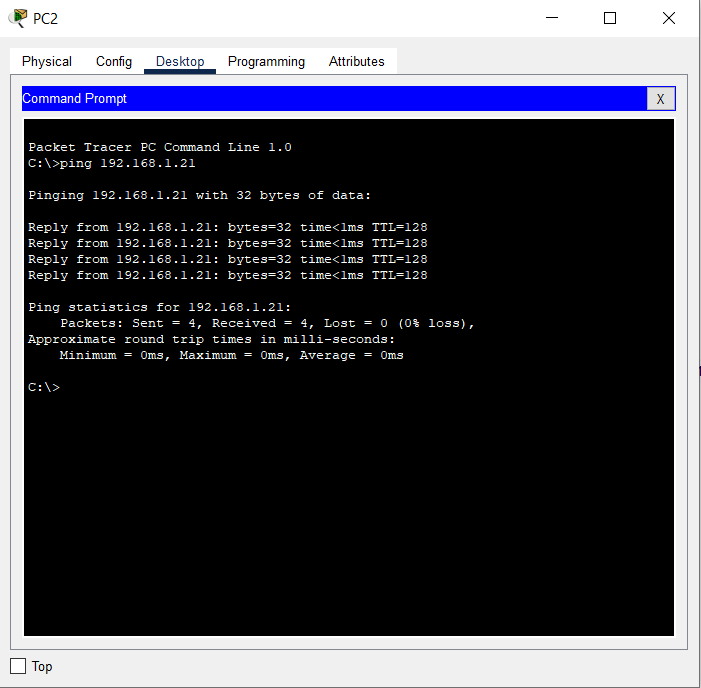 PC2
Physical Config Desktop Programming Attributes
Command Prompt X
Packet Tracer PC Command Line 1.0
C:\>ping 192.168.1.21
Pinging 192.168.1.21 with 32 bytes of data:
Reply from 192.168.1.21: bytes=32 time<1ms TTL=128
Reply from 192.168.1.21: bytes=32 time<1ms TTL=128
Reply from 192.168.1.21: bytes=32 time<1ms TTL=128
Reply from 192.168.1.21: bytes=32 time<1ms TTL=128
Ping statistics for 192.168.1.21:
    Packets: Sent = 4, Received = 4, Lost = 0 (0% loss),
Approximate round trip times in milli-seconds:
    Minimum = 0ms, Maximum = 0ms, Average = 0ms
C:\>
Top